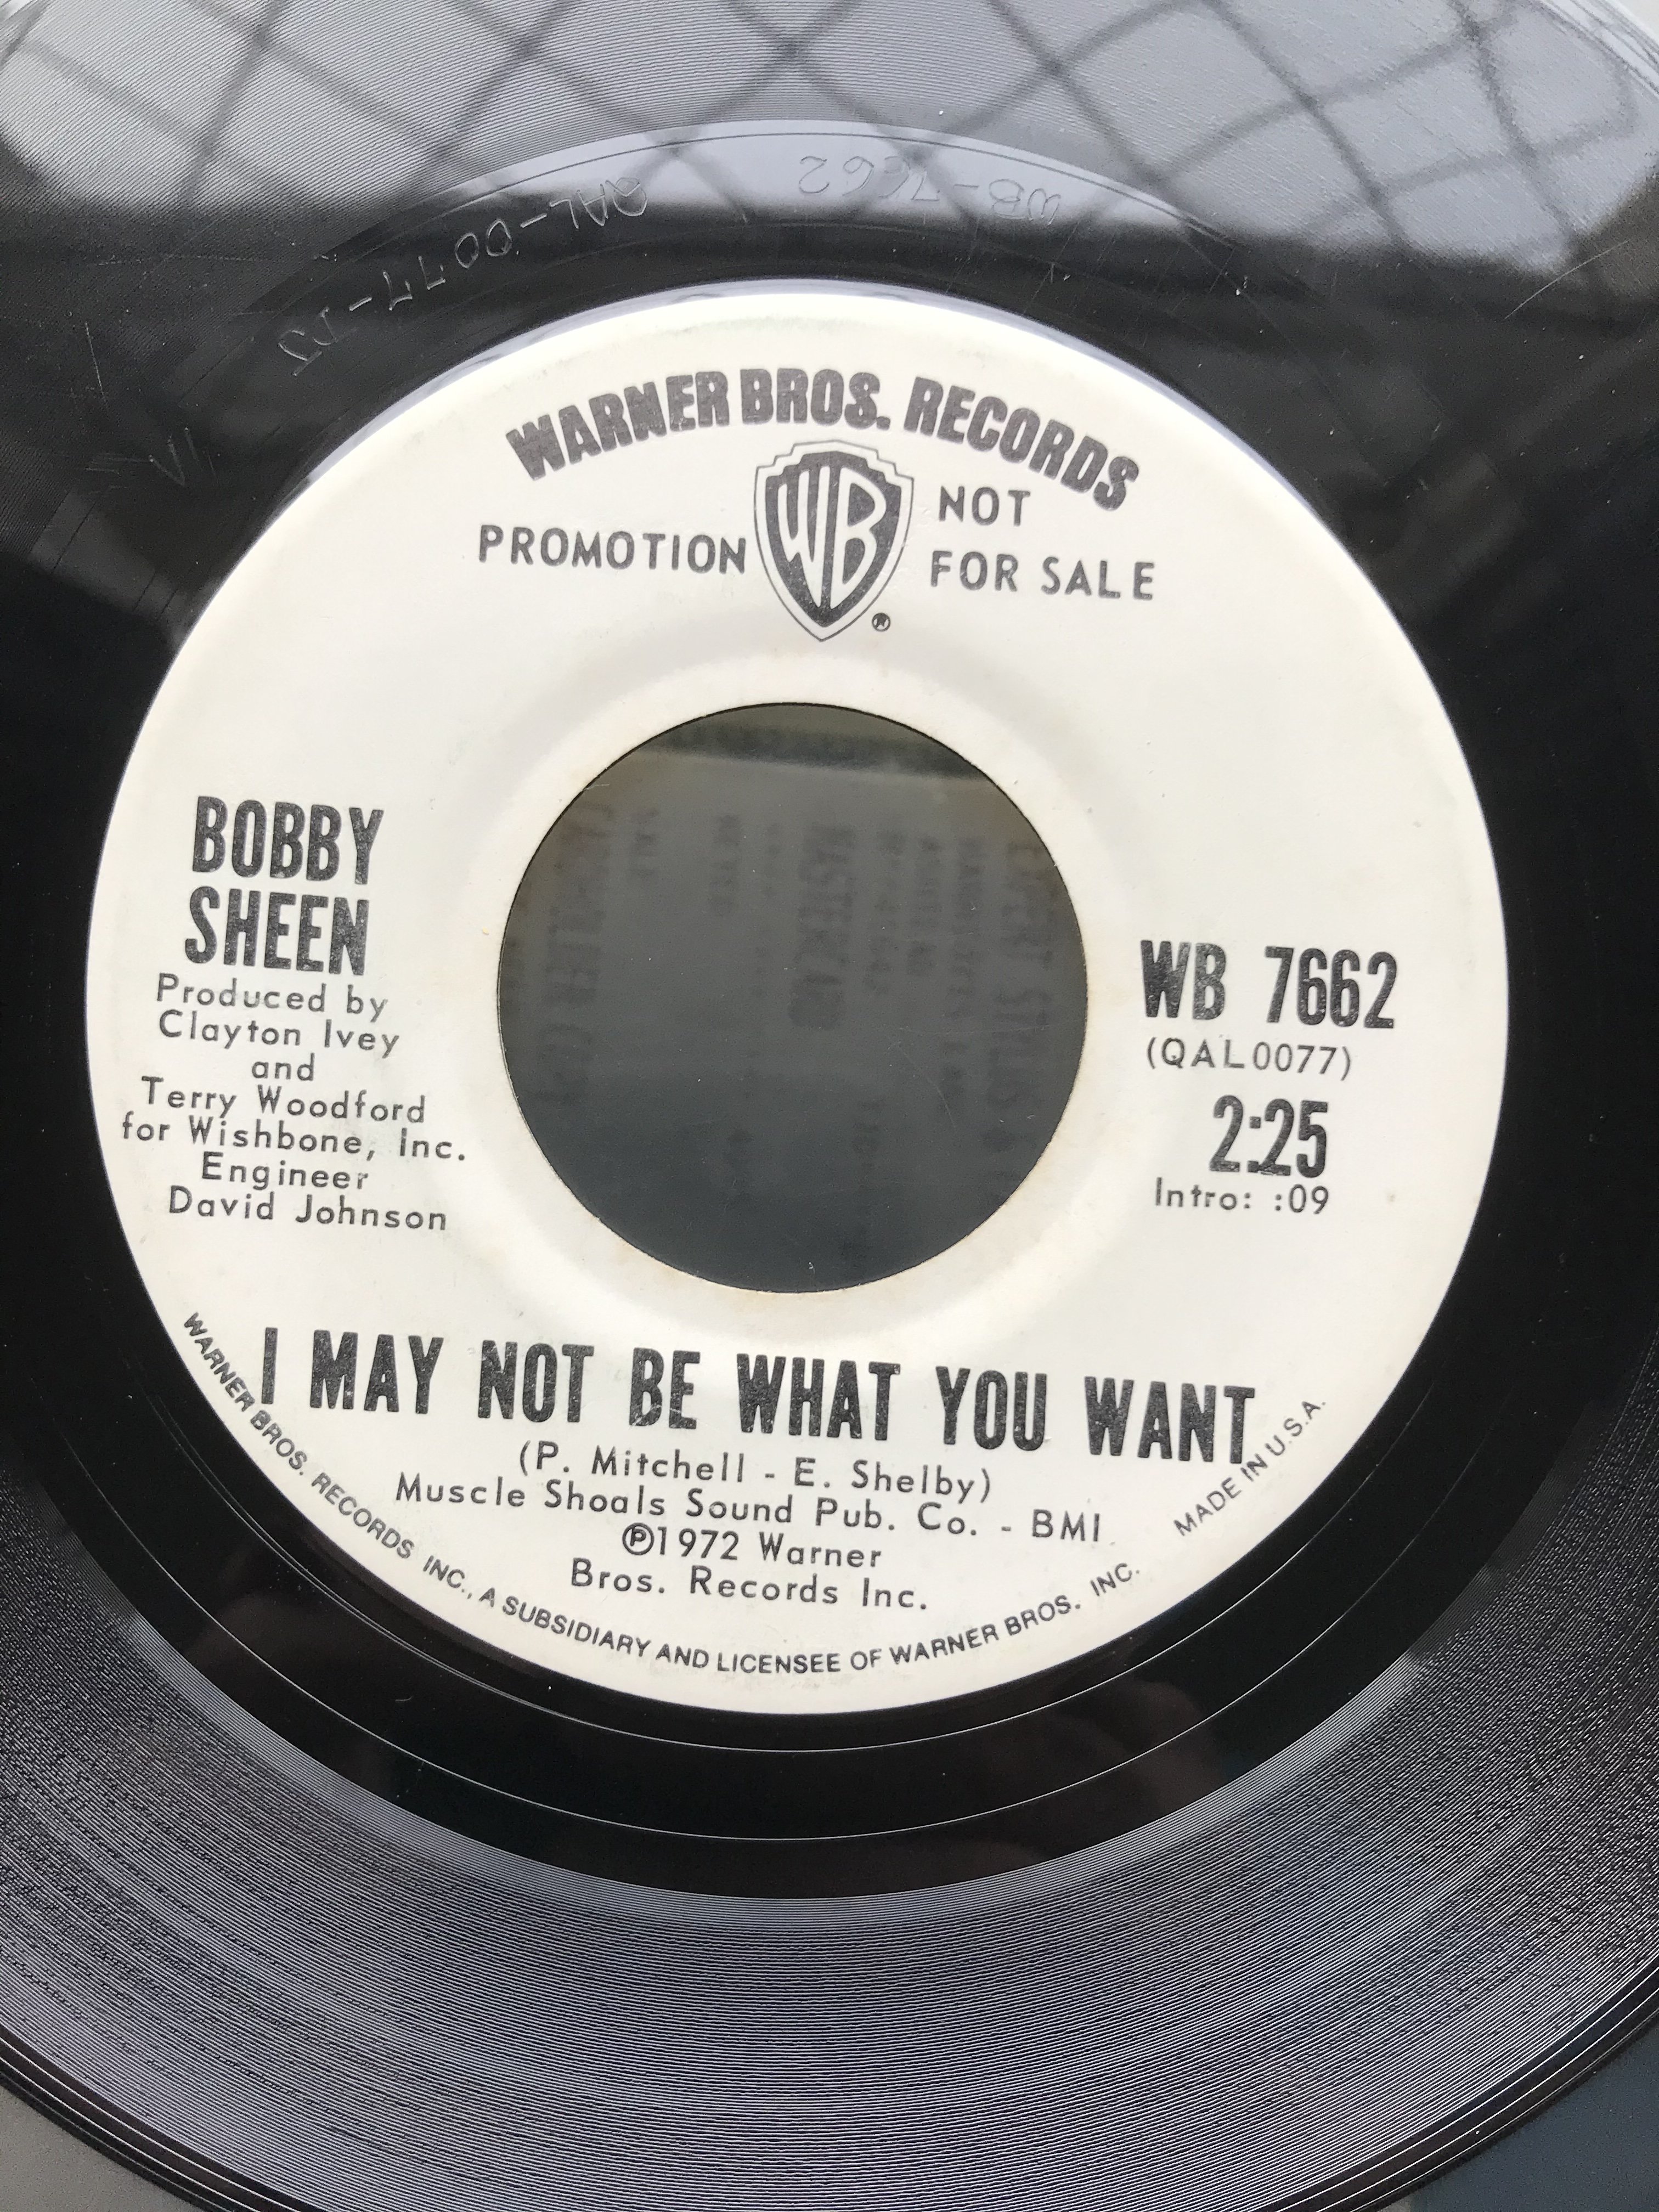 WB-7662
QAL-0077-
WARNER BROS. RECORDS
PROMOTION
WB
®
NOT
FOR SALE
BOBBY
SHEEN
Produced by
Clayton Ivey
and
Terry Woodford
for Wishbone, Inc.
Engineer
David Johnson
WB 7662
(QAL0077)
2:25
Intro: :09
I MAY NOT BE WHAT YOU WANT
(P. Mitchell - E. Shelby)
Muscle Shoals Sound Pub. Co. - BMI
℗1972 Warner
Bros. Records Inc.
WARNER BROS. RECORDS INC., A SUBSIDIARY AND LICENSEE OF WARNER BROS. INC. MADE IN U.S.A.